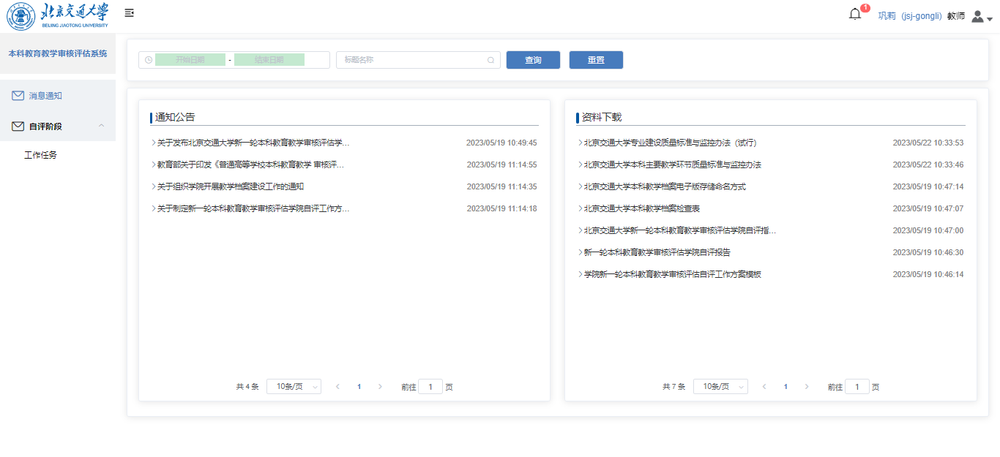 北京交通大学
BEIJING JIAOTONG UNIVERSITY
1
巩莉 (jsj-gongli) 教师
本科教育教学审核评估系统
消息通知
自评阶段
工作任务
开始日期 - 结束日期 标题名称 查询 重置
通知公告
关于发布北京交通大学新一轮本科教育教学审核评估学... 2023/05/19 10:49:45
教育部关于印发《普通高等学校本科教育教学 审核评... 2023/05/19 11:14:55
关于组织学院开展教学档案建设工作的通知 2023/05/19 11:14:35
关于制定新一轮本科教育教学审核评估学院自评工作方... 2023/05/19 11:14:18
共 4 条 10条/页 1 前往 1 页
资料下载
北京交通大学专业建设质量标准与监控办法（试行） 2023/05/22 10:33:53
北京交通大学本科主要教学环节质量标准与监控办法 2023/05/22 10:33:46
北京交通大学本科教学档案电子版存储命名方式 2023/05/19 10:47:14
北京交通大学本科教学档案检查表 2023/05/19 10:47:07
北京交通大学新一轮本科教育教学审核评估学院自评指... 2023/05/19 10:47:00
新一轮本科教育教学审核评估学院自评报告 2023/05/19 10:46:30
学院新一轮本科教育教学审核评估自评工作方案模板 2023/05/19 10:46:14
共 7 条 10条/页 1 前往 1 页